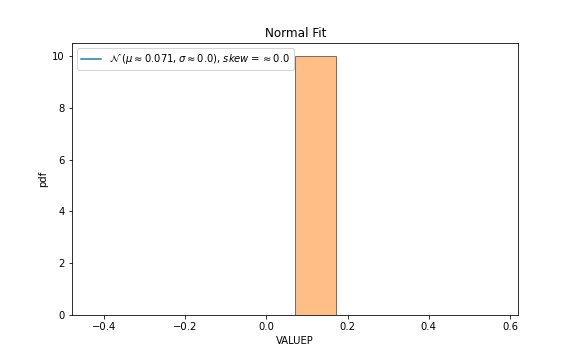 Normal Fit
𝒩 (μ ≈ 0.071, σ ≈ 0.0), skew = ≈ 0.0
pdf
10
8
6
4
2
0
−0.4 −0.2 0.0 0.2 0.4 0.6
VALUEP